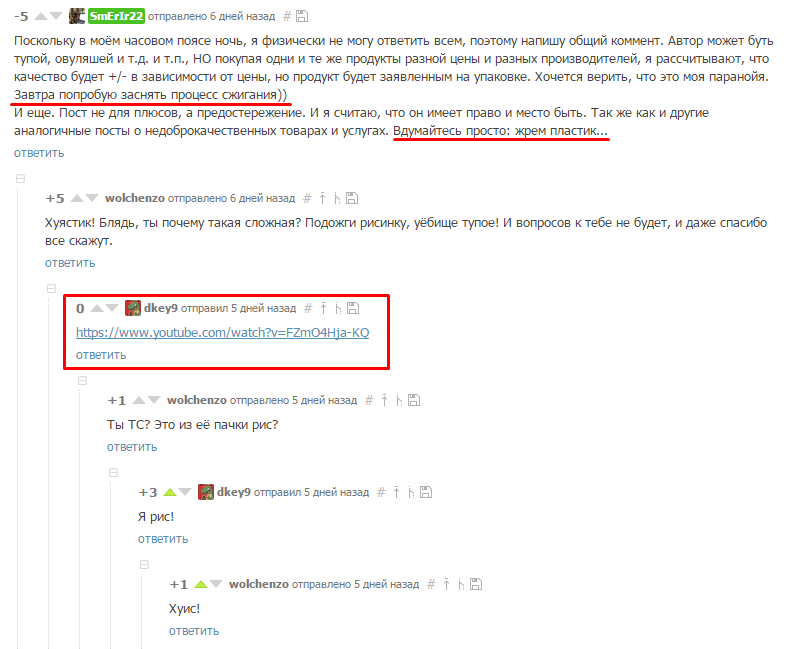 -5 SmErIr22 отправлено 6 дней назад #
Поскольку в моём часовом поясе ночь, я физически не могу ответить всем, поэтому напишу общий коммент. Автор может буть
тупой, овуляшей и т.д. и т.п., НО покупая одни и те же продукты разной цены и разных производителей, я рассчитывают, что
качество будет +/- в зависимости от цены, но продукт будет заявленным на упаковке. Хочется верить, что это моя паранойя.
Завтра попробую заснять процесс сжигания))
И еще. Пост не для плюсов, а предостережение. И я считаю, что он имеет право и место быть. Так же как и другие
аналогичные посты о недоброкачественных товарах и услугах. Вдумайтесь просто: жрем пластик...
ответить
+5 wolchenzo отправлено 6 дней назад #
Хуястик! Блядь, ты почему такая сложная? Подожги рисинку, уёбище тупое! И вопросов к тебе не будет, и даже спасибо
все скажут.
ответить
0 dkey9 отправил 5 дней назад #
https://www.youtube.com/watch?v=FZmO4Hja-KQ
ответить
+1 wolchenzo отправлено 5 дней назад #
Ты ТС? Это из её пачки рис?
ответить
+3 dkey9 отправил 5 дней назад #
Я рис!
ответить
+1 wolchenzo отправлено 5 дней назад #
Хуис!
ответить